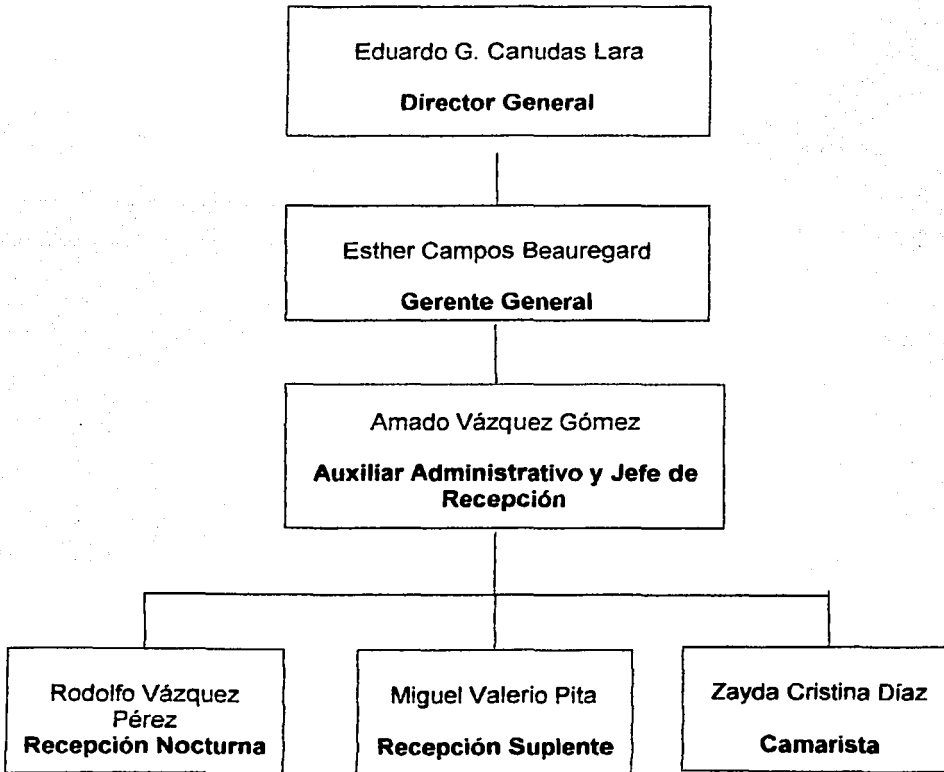 Eduardo G. Canudas Lara
Director General
Esther Campos Beauregard
Gerente General
Amado Vázquez Gómez
Auxiliar Administrativo y Jefe de
Recepción
Rodolfo Vázquez
Pérez
Recepción Nocturna
Miguel Valerio Pita
Recepción Suplente
Zayda Cristina Díaz
Camarista